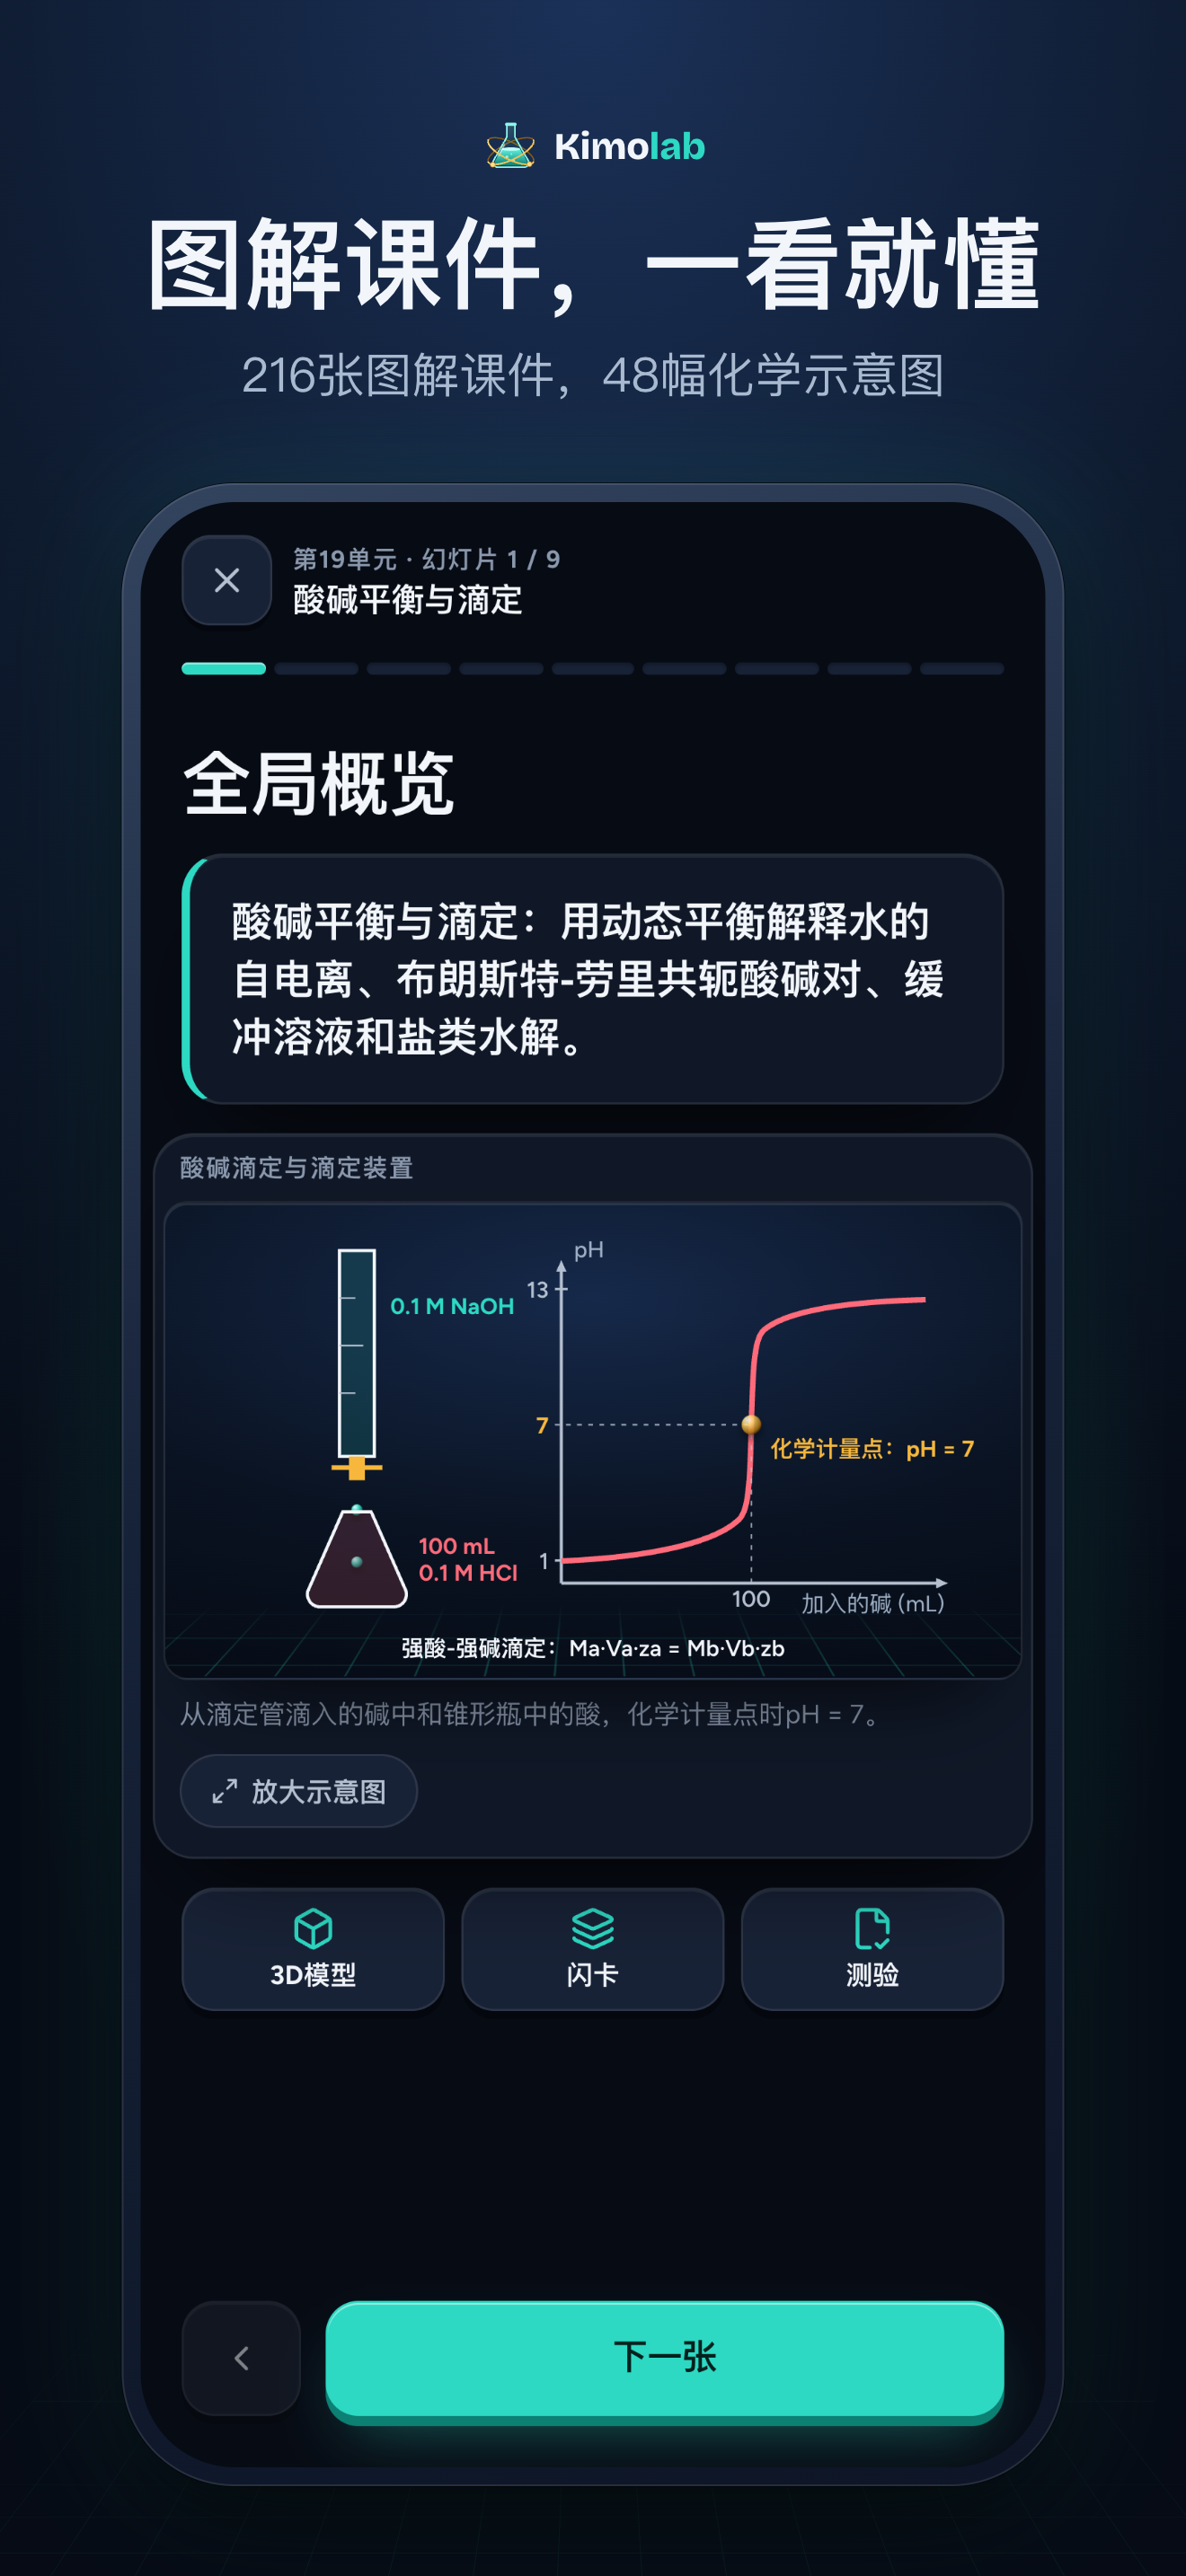 Kimolab
图解课件，一看就懂
216张图解课件，48幅化学示意图
第19单元 · 幻灯片 1 / 9
酸碱平衡与滴定
全局概览
酸碱平衡与滴定：用动态平衡解释水的
自电离、布朗斯特-劳里共轭酸碱对、缓
冲溶液和盐类水解。
酸碱滴定与滴定装置
pH
13
0.1 M NaOH
7
化学计量点：pH = 7
100 mL
0.1 M HCl
1
100
加入的碱 (mL)
强酸-强碱滴定：Ma·Va·za = Mb·Vb·zb
从滴定管滴入的碱中和锥形瓶中的酸，化学计量点时pH = 7。
放大示意图
3D模型
闪卡
测验
下一张